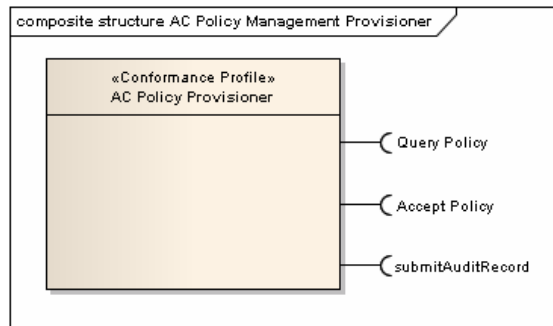 composite structure AC Policy Management Provisioner
«Conformance Profile»
AC Policy Provisioner
Query Policy
Accept Policy
submitAuditRecord